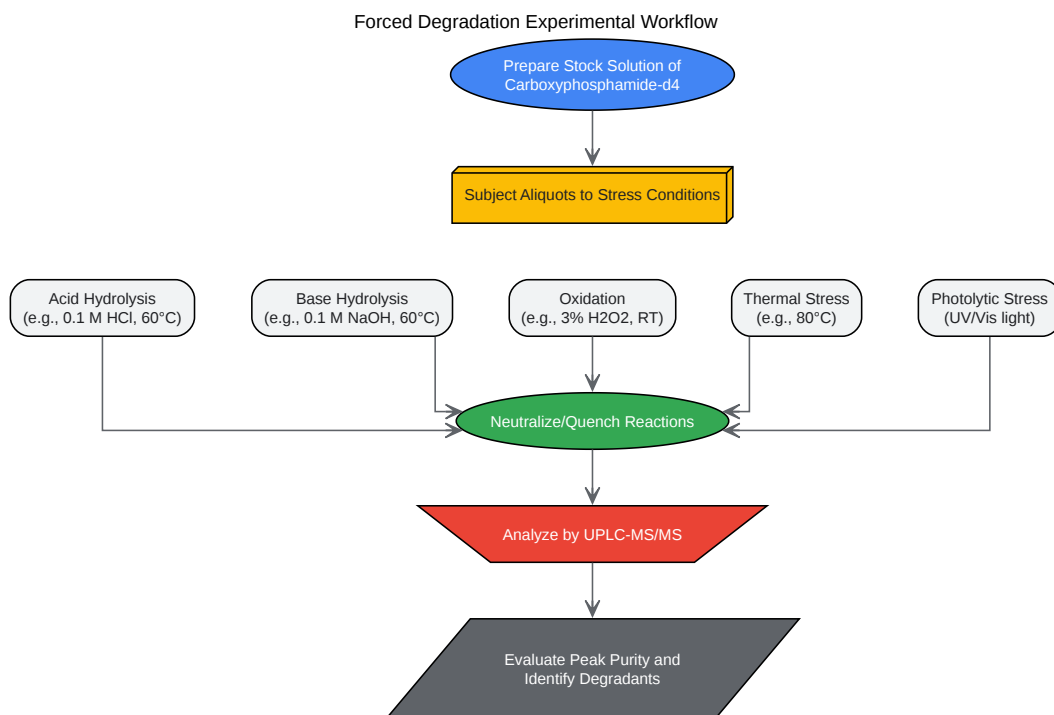 Forced Degradation Experimental Workflow
Prepare Stock Solution of
Carboxyphosphamide-d4
Subject Aliquots to Stress Conditions
Acid Hydrolysis
(e.g., 0.1 M HCl, 60°C)
Base Hydrolysis
(e.g., 0.1 M NaOH, 60°C)
Oxidation
(e.g., 3% H2O2, RT)
Thermal Stress
(e.g., 80°C)
Photolytic Stress
(UV/Vis light)
Neutralize/Quench Reactions
Analyze by UPLC-MS/MS
Evaluate Peak Purity and
Identify Degradants